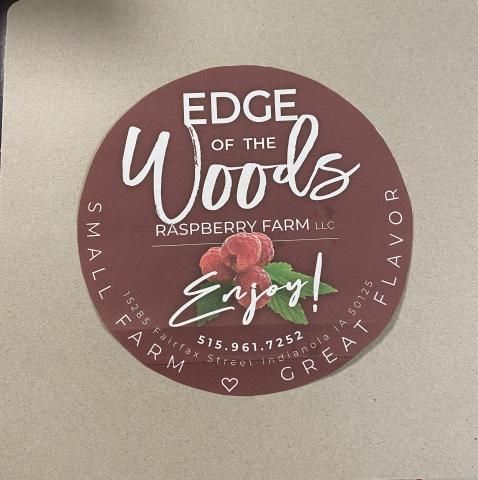 EDGE
OF THE
Woods
RASPBERRY FARM LLC
Enjoy!
515.961.7252
15285 Fairfax Street Indianola IA 50125
SMALL FARM ♡ GREAT FLAVOR